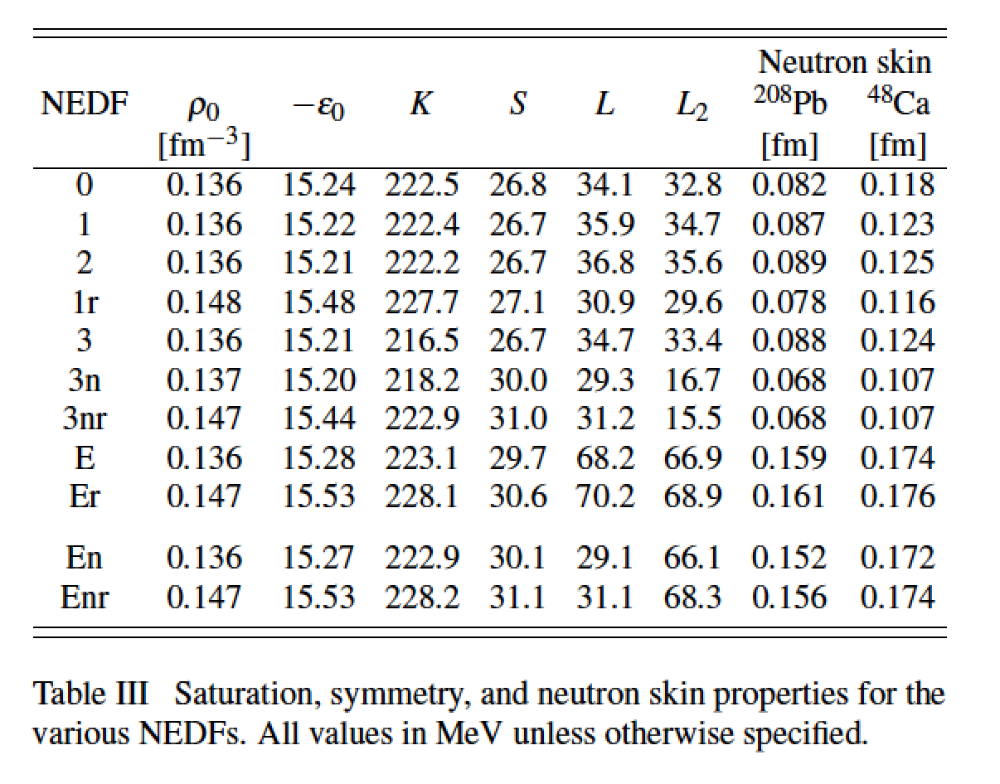 Neutron skin
NEDF ρ₀ −ε₀ K S L L₂ ²⁰⁸Pb ⁴⁸Ca
[fm⁻³] [fm] [fm]
0 0.136 15.24 222.5 26.8 34.1 32.8 0.082 0.118
1 0.136 15.22 222.4 26.7 35.9 34.7 0.087 0.123
2 0.136 15.21 222.2 26.7 36.8 35.6 0.089 0.125
1r 0.148 15.48 227.7 27.1 30.9 29.6 0.078 0.116
3 0.136 15.21 216.5 26.7 34.7 33.4 0.088 0.124
3n 0.137 15.20 218.2 30.0 29.3 16.7 0.068 0.107
3nr 0.147 15.44 222.9 31.0 31.2 15.5 0.068 0.107
E 0.136 15.28 223.1 29.7 68.2 66.9 0.159 0.174
Er 0.147 15.53 228.1 30.6 70.2 68.9 0.161 0.176
En 0.136 15.27 222.9 30.1 29.1 66.1 0.152 0.172
Enr 0.147 15.53 228.2 31.1 31.1 68.3 0.156 0.174
Table III Saturation, symmetry, and neutron skin properties for the
various NEDFs. All values in MeV unless otherwise specified.